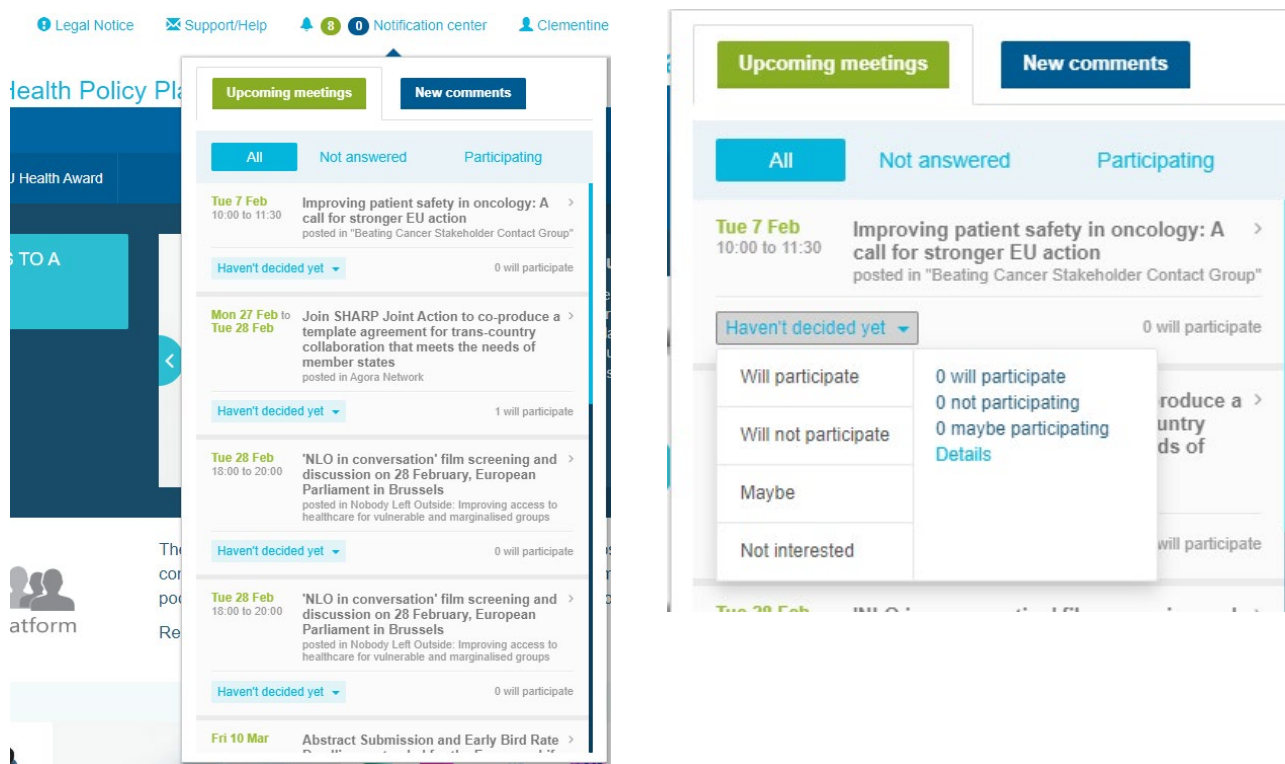 Legal Notice
Support/Help
8 0 Notification center
Clementine
Health Policy
Upcoming meetings
New comments
All
Not answered
Participating
Health Award
TO A
Tue 7 Feb
10:00 to 11:30
Improving patient safety in oncology: A
call for stronger EU action
posted in "Beating Cancer Stakeholder Contact Group"
Haven't decided yet
0 will participate
Mon 27 Feb to
Tue 28 Feb
Join SHARP Joint Action to co-produce a
template agreement for trans-country
collaboration that meets the needs of
member states
posted in Agora Network
Haven't decided yet
1 will participate
Tue 28 Feb
18:00 to 20:00
'NLO in conversation' film screening and
discussion on 28 February, European
Parliament in Brussels
posted in Nobody Left Outside: Improving access to
healthcare for vulnerable and marginalised groups
Haven't decided yet
0 will participate
Tue 28 Feb
18:00 to 20:00
'NLO in conversation' film screening and
discussion on 28 February, European
Parliament in Brussels
posted in Nobody Left Outside: Improving access to
healthcare for vulnerable and marginalised groups
Haven't decided yet
0 will participate
Fri 10 Mar
Abstract Submission and Early Bird Rate
atform
Re
Upcoming meetings
New comments
All
Not answered
Participating
Tue 7 Feb
10:00 to 11:30
Improving patient safety in oncology: A
call for stronger EU action
posted in "Beating Cancer Stakeholder Contact Group"
Haven't decided yet
0 will participate
Will participate
Will not participate
Maybe
Not interested
0 will participate
0 not participating
0 maybe participating
Details
roduce a
untry
ds of
will participate